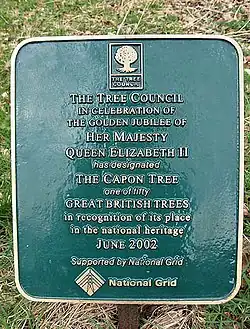 THE TREE
COUNCIL
THE TREE COUNCIL
IN CELEBRATION OF
THE GOLDEN JUBILEE OF
HER MAJESTY
QUEEN ELIZABETH II
has designated
THE CAPON TREE
one of fifty
GREAT BRITISH TREES
in recognition of its place
in the national heritage
JUNE 2002
Supported by National Grid
National Grid